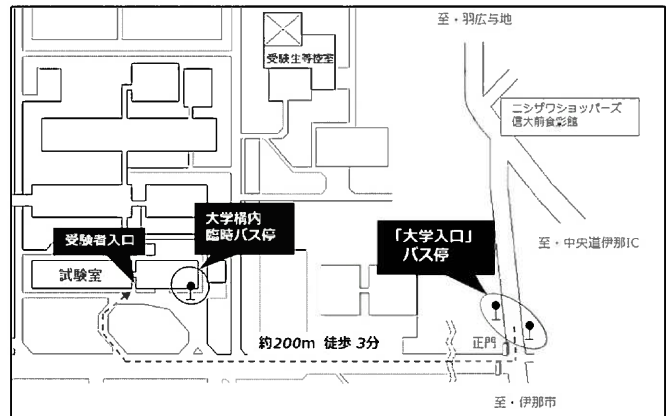 至・羽広与地
受験生等控室
ニシザワショッパーズ
信大前食彩館
大学構内
臨時バス停
受験者入口
「大学入口」
バス停
至・中央道伊那IC
試験室
約200m 徒歩 3分
正門
至・伊那市